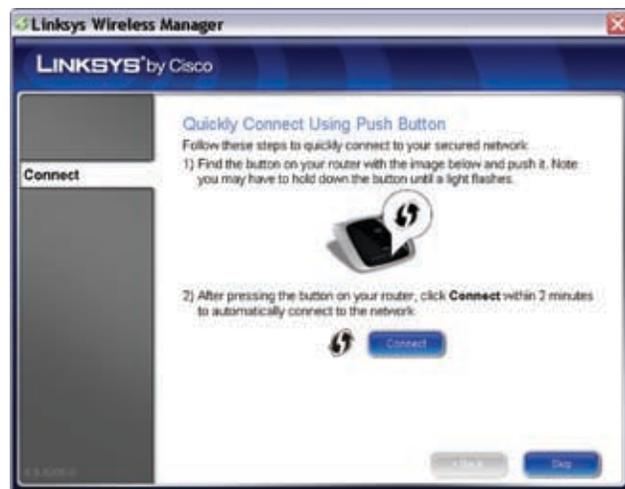 Linksys Wireless Manager
LINKSYS® by Cisco
Quickly Connect Using Push Button
Follow these steps to quickly connect to your secured network.
1) Find the button on your router with the image below and push it. Note:
you may have to hold down the button until a light flashes.
Connect
2) After pressing the button on your router, click Connect within 2 minutes
to automatically connect to the network.
Connect
< Back
Skip